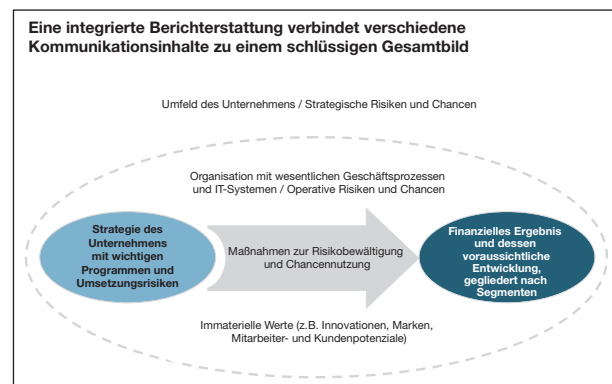 Eine integrierte Berichterstattung verbindet verschiedene
Kommunikationsinhalte zu einem schlüssigen Gesamtbild
Umfeld des Unternehmens / Strategische Risiken und Chancen
Organisation mit wesentlichen Geschäftsprozessen
und IT-Systemen / Operative Risiken und Chancen
Strategie des
Unternehmens
mit wichtigen
Programmen und
Umsetzungsrisiken
Maßnahmen zur Risikobewältigung
und Chancennutzung
Finanzielles Ergebnis
und dessen
voraussichtliche
Entwicklung,
gegliedert nach
Segmenten
Immaterielle Werte (z.B. Innovationen, Marken,
Mitarbeiter- und Kundenpotenziale)